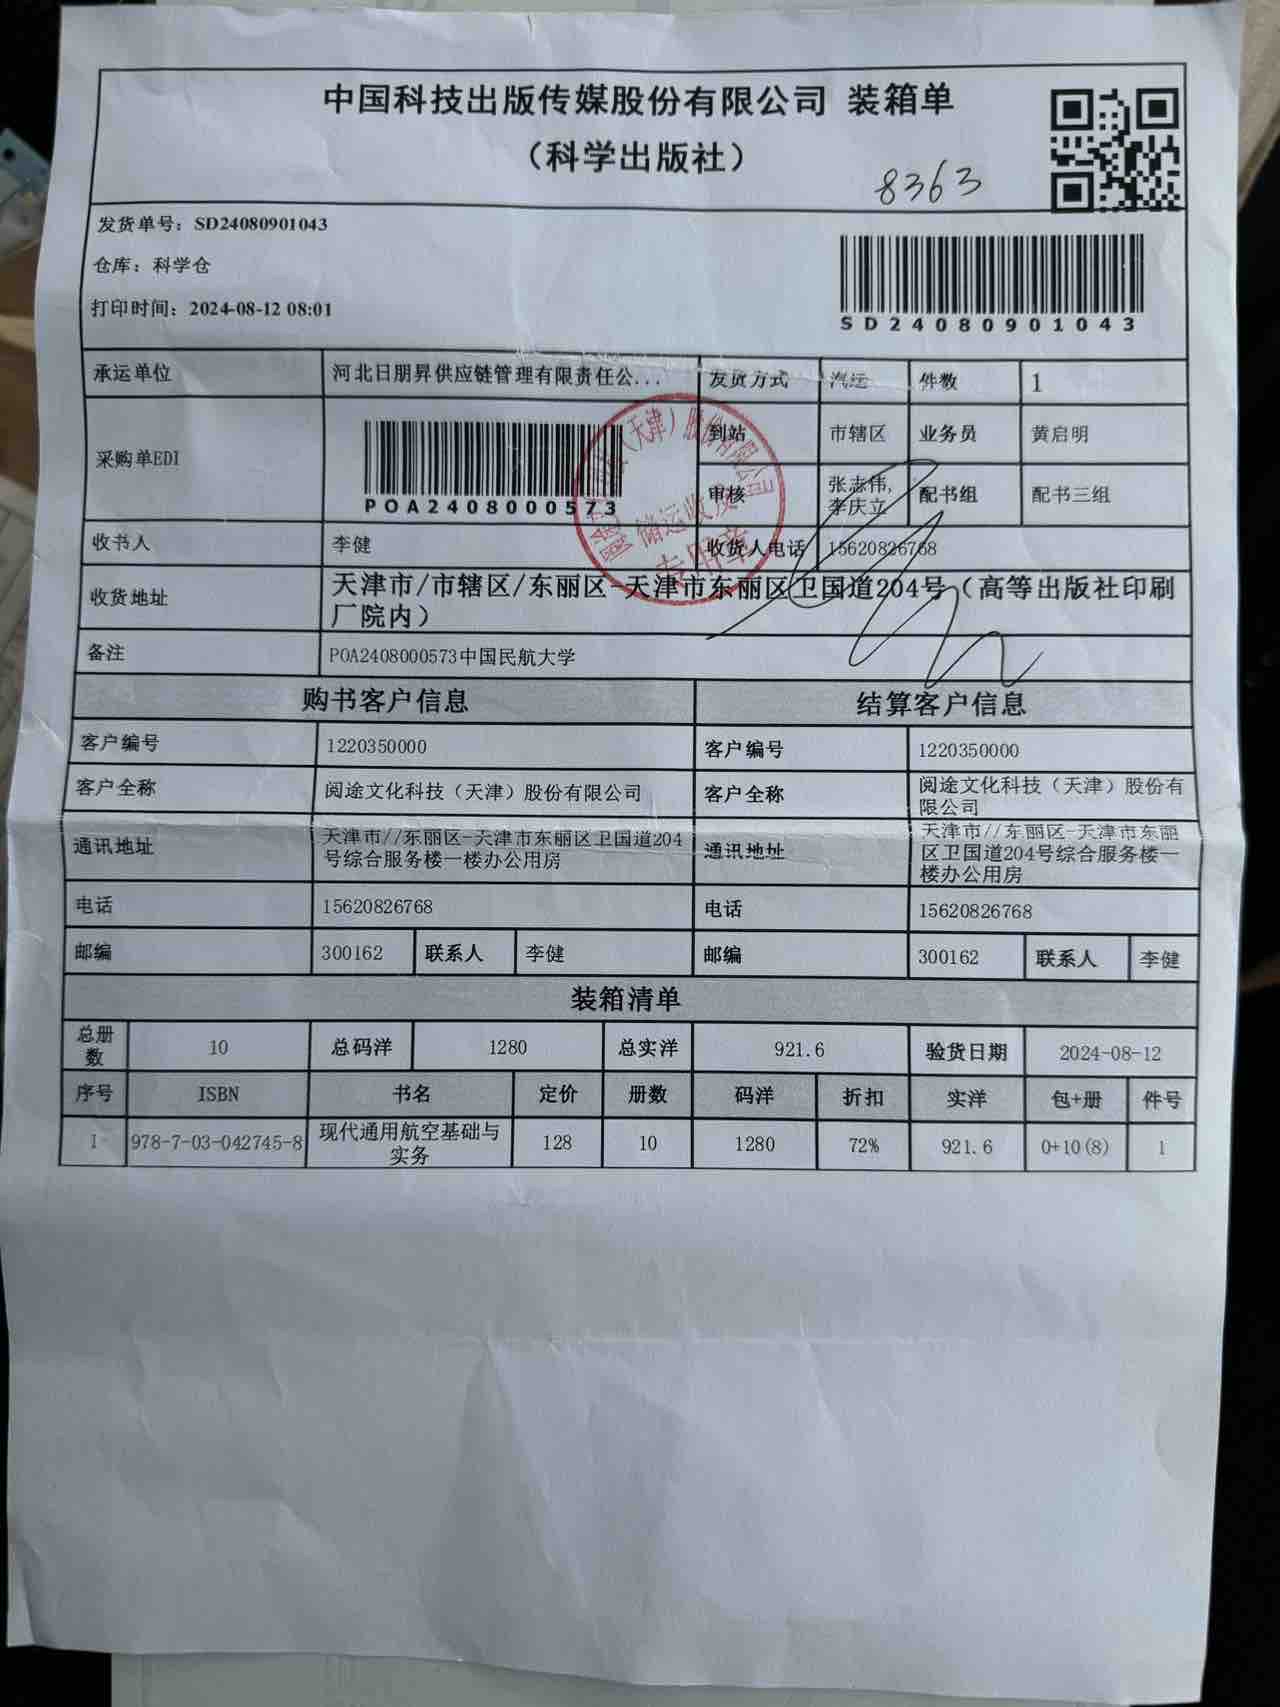 中国科技出版传媒股份有限公司 装箱单
（科学出版社）
8363
发货单号：SD24080901043
仓库：科学仓
打印时间：2024-08-12 08:01
SD24080901043
承运单位 河北日朋昇供应链管理有限责任公... 发货方式 汽运 件数 1
采购单EDI POA2408000573 到站 市辖区 业务员 黄启明
审核 张志伟,李庆立 配书组 配书三组
收书人 李健 收货人电话 15620826768
收货地址 天津市/市辖区/东丽区-天津市东丽区卫国道204号（高等出版社印刷
厂院内）
备注 POA2408000573中国民航大学
（天津）股份有限公司
储运收货
专用章
购书客户信息 结算客户信息
客户编号 1220350000 客户编号 1220350000
客户全称 阅途文化科技（天津）股份有限公司 客户全称 阅途文化科技（天津）股份有
限公司
通讯地址 天津市//东丽区-天津市东丽区卫国道204
号综合服务楼一楼办公用房 通讯地址 天津市//东丽区-天津市东丽
区卫国道204号综合服务楼一
楼办公用房
电话 15620826768 电话 15620826768
邮编 300162 联系人 李健 邮编 300162 联系人 李健
装箱清单
总册数 10 总码洋 1280 总实洋 921.6 验货日期 2024-08-12
序号 ISBN 书名 定价 册数 码洋 折扣 实洋 包+册 件号
1 978-7-03-042745-8 现代通用航空基础与
实务 128 10 1280 72% 921.6 0+10(8) 1